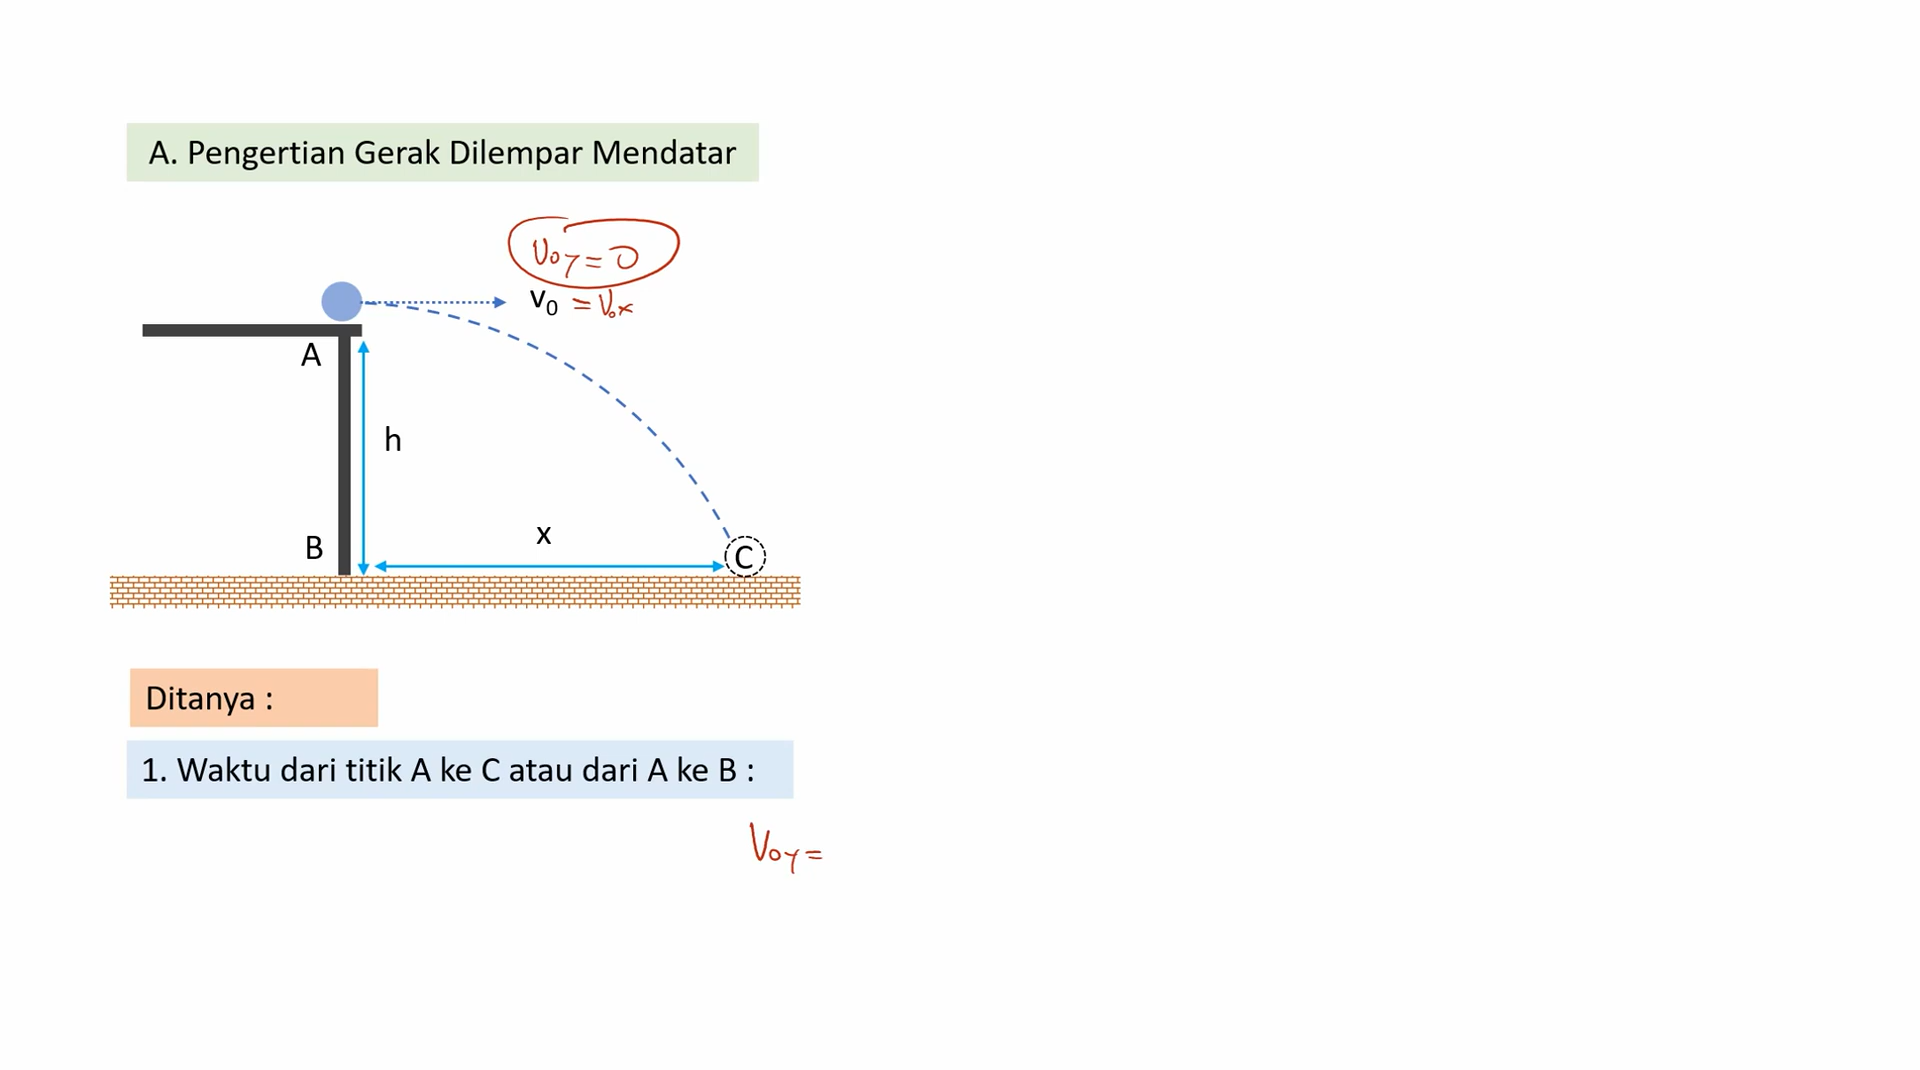 A. Pengertian Gerak Dilempar Mendatar
v₀y = 0
v₀ = v₀x
A
h
B
x
C
Ditanya :
1. Waktu dari titik A ke C atau dari A ke B :
V₀y =